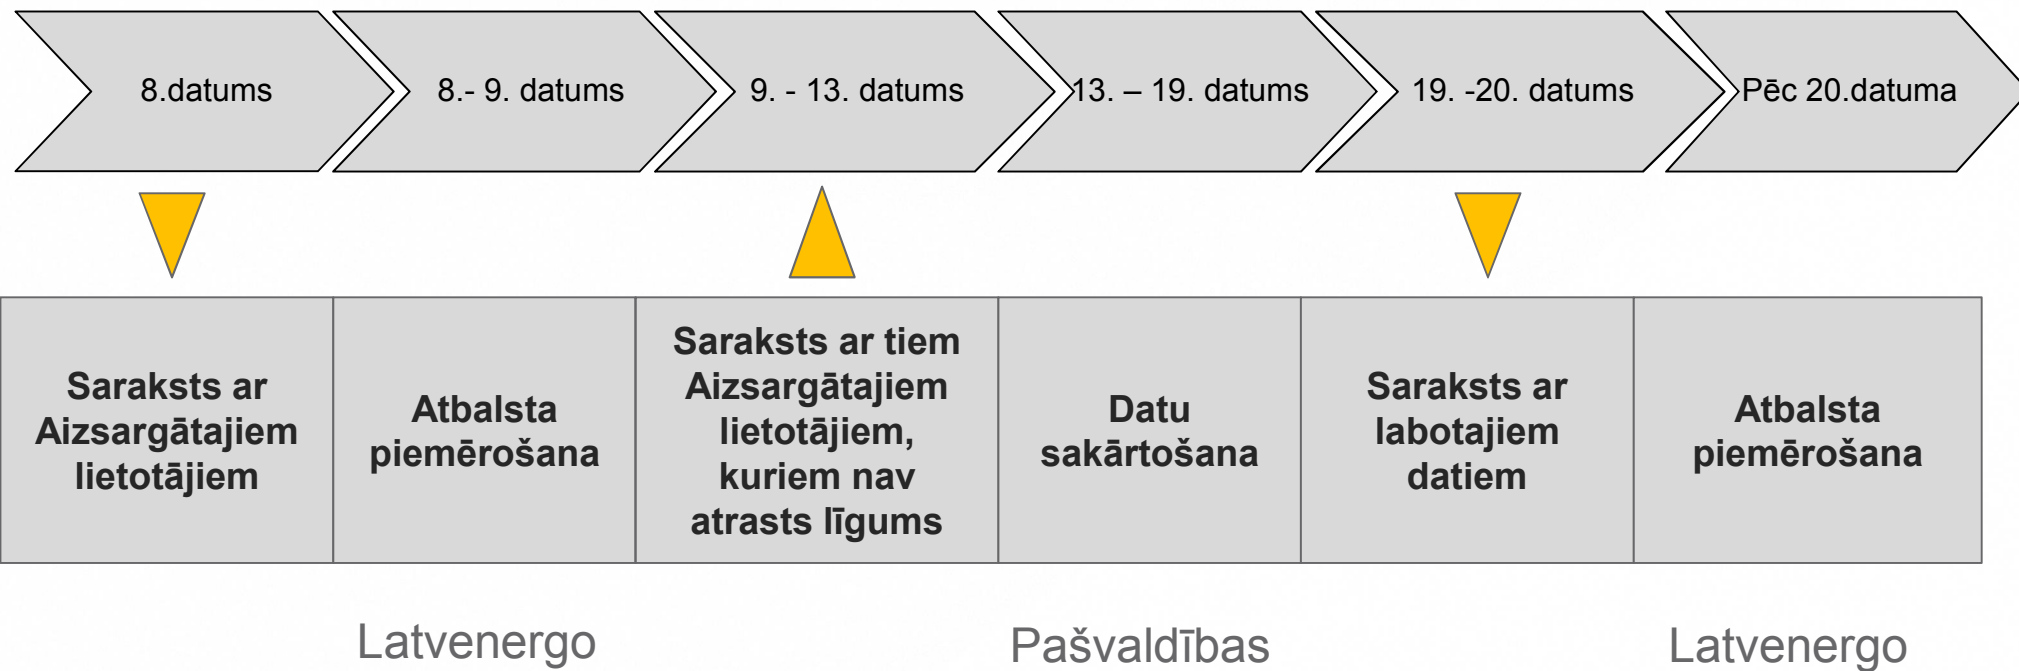 8.datums
8.- 9. datums
9. - 13. datums
13. – 19. datums
19. -20. datums
Pēc 20.datuma
Saraksts ar
Aizsargātajiem
lietotājiem
Atbalsta
piemērošana
Saraksts ar tiem
Aizsargātajiem
lietotājiem,
kuriem nav
atrasts līgums
Datu
sakārtošana
Saraksts ar
labotajiem
datiem
Atbalsta
piemērošana
Latvenergo
Pašvaldības
Latvenergo